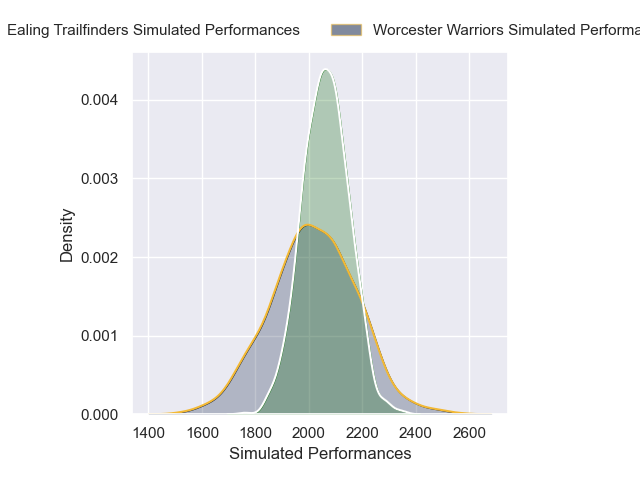 Ealing Trailfinders Simulated Performances
Worcester Warriors Simulated Performa
0.004
0.003
0.002
0.001
0.000
Density
1400 1600 1800 2000 2200 2400 2600
Simulated Performances